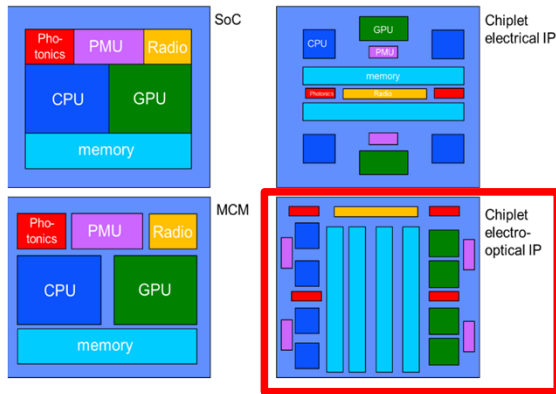 SoC
Pho-
tonics
PMU
Radio
CPU
GPU
memory
Chiplet
electrical IP
GPU
CPU
PMU
memory
Photonics
Radio
MCM
Pho-
tonics
PMU
Radio
CPU
GPU
memory
Chiplet
electro-
optical IP